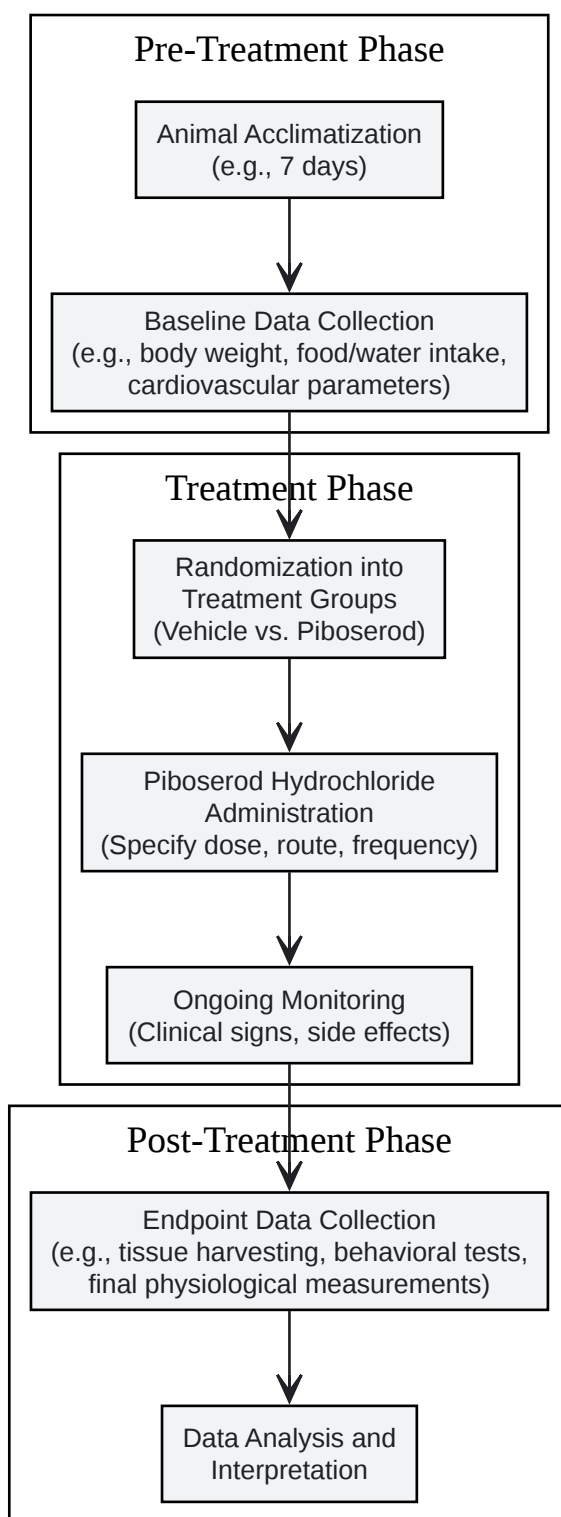 Pre-Treatment Phase
Animal Acclimatization
(e.g., 7 days)
Baseline Data Collection
(e.g., body weight, food/water intake,
cardiovascular parameters)
Treatment Phase
Randomization into
Treatment Groups
(Vehicle vs. Piboserod)
Piboserod Hydrochloride
Administration
(Specify dose, route, frequency)
Ongoing Monitoring
(Clinical signs, side effects)
Post-Treatment Phase
Endpoint Data Collection
(e.g., tissue harvesting, behavioral tests,
final physiological measurements)
Data Analysis and
Interpretation